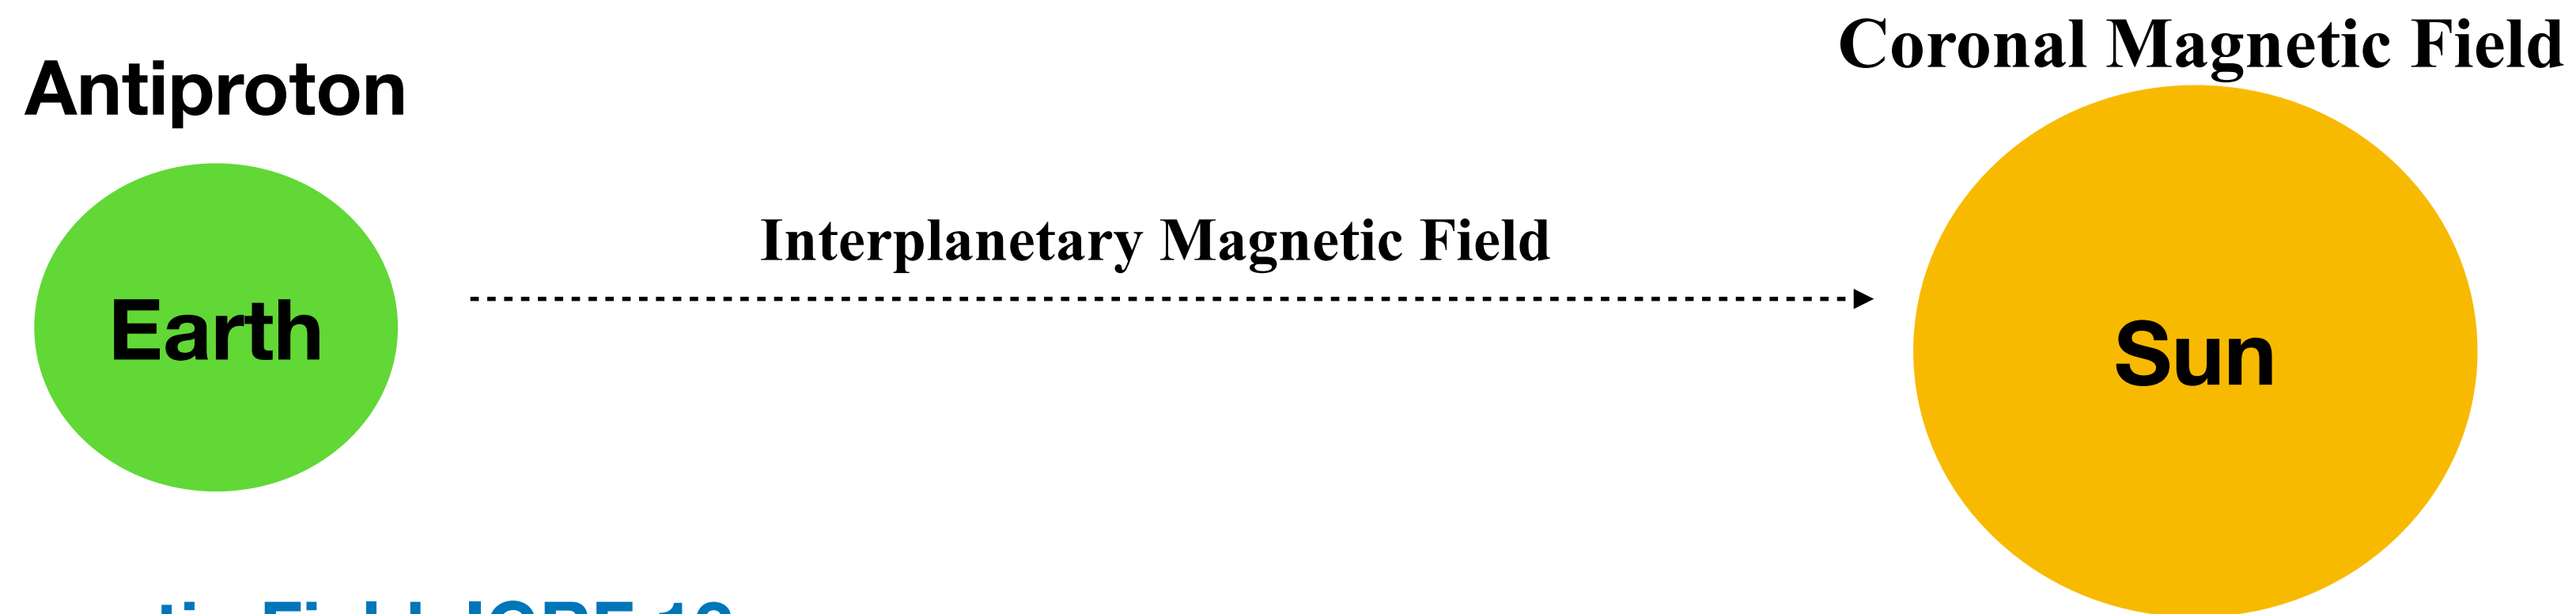 Coronal Magnetic Field
Antiproton
Interplanetary Magnetic Field
Earth
Sun